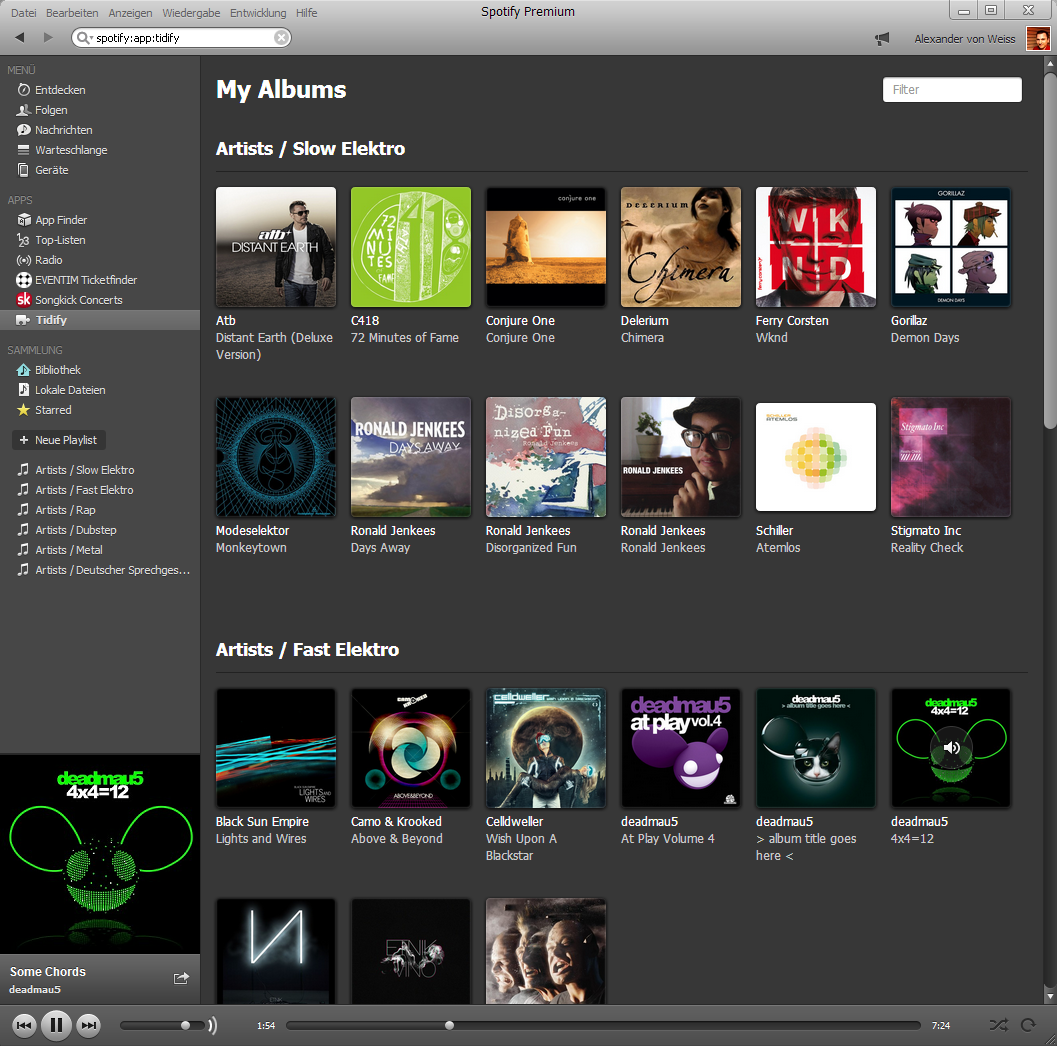 Spotify Premium
Datei Bearbeiten Anzeigen Wiedergabe Entwicklung Hilfe
spotify:app:tidify
Alexander von Weiss
MENÜ
Entdecken
Folgen
Nachrichten
Warteschlange
Geräte
APPS
App Finder
Top-Listen
Radio
EVENTIM Ticketfinder
sk Songkick Concerts
Tidify
SAMMLUNG
Bibliothek
Lokale Dateien
Starred
+ Neue Playlist
Artists / Slow Elektro
Artists / Fast Elektro
Artists / Rap
Artists / Dubstep
Artists / Metal
Artists / Deutscher Sprechges...
deadmau5
4x4=12
Some Chords
deadmau5
My Albums
Filter
Artists / Slow Elektro
atb
DISTANT EARTH
72 MINUTES
FAME
conjure one
DELERIUM
Chimera
WK
ND
GORILLAZ
DEMON DAYS
Atb
Distant Earth (Deluxe
Version)
C418
72 Minutes of Fame
Conjure One
Conjure One
Delerium
Chimera
Ferry Corsten
Wknd
Gorillaz
Demon Days
RONALD JENKEES
DAYS AWAY
Disorga-
nized Fun
Ronald Jenkees
RONALD JENKEES
SCHILLER
ATEMLOS
Stigmato Inc
Modeselektor
Monkeytown
Ronald Jenkees
Days Away
Ronald Jenkees
Disorganized Fun
Ronald Jenkees
Ronald Jenkees
Schiller
Atemlos
Stigmato Inc
Reality Check
Artists / Fast Elektro
LIGHTS AND
WIRES
ABOVE&BEYOND
celldweller
wish upon a blackstar
deadmau5
at play vol.4
deadmau5
> album title goes here <
deadmau5
4x4=12
Black Sun Empire
Lights and Wires
Camo & Krooked
Above & Beyond
Celldweller
Wish Upon A
Blackstar
deadmau5
At Play Volume 4
deadmau5
> album title goes
here <
deadmau5
4x4=12
1:54
7:24